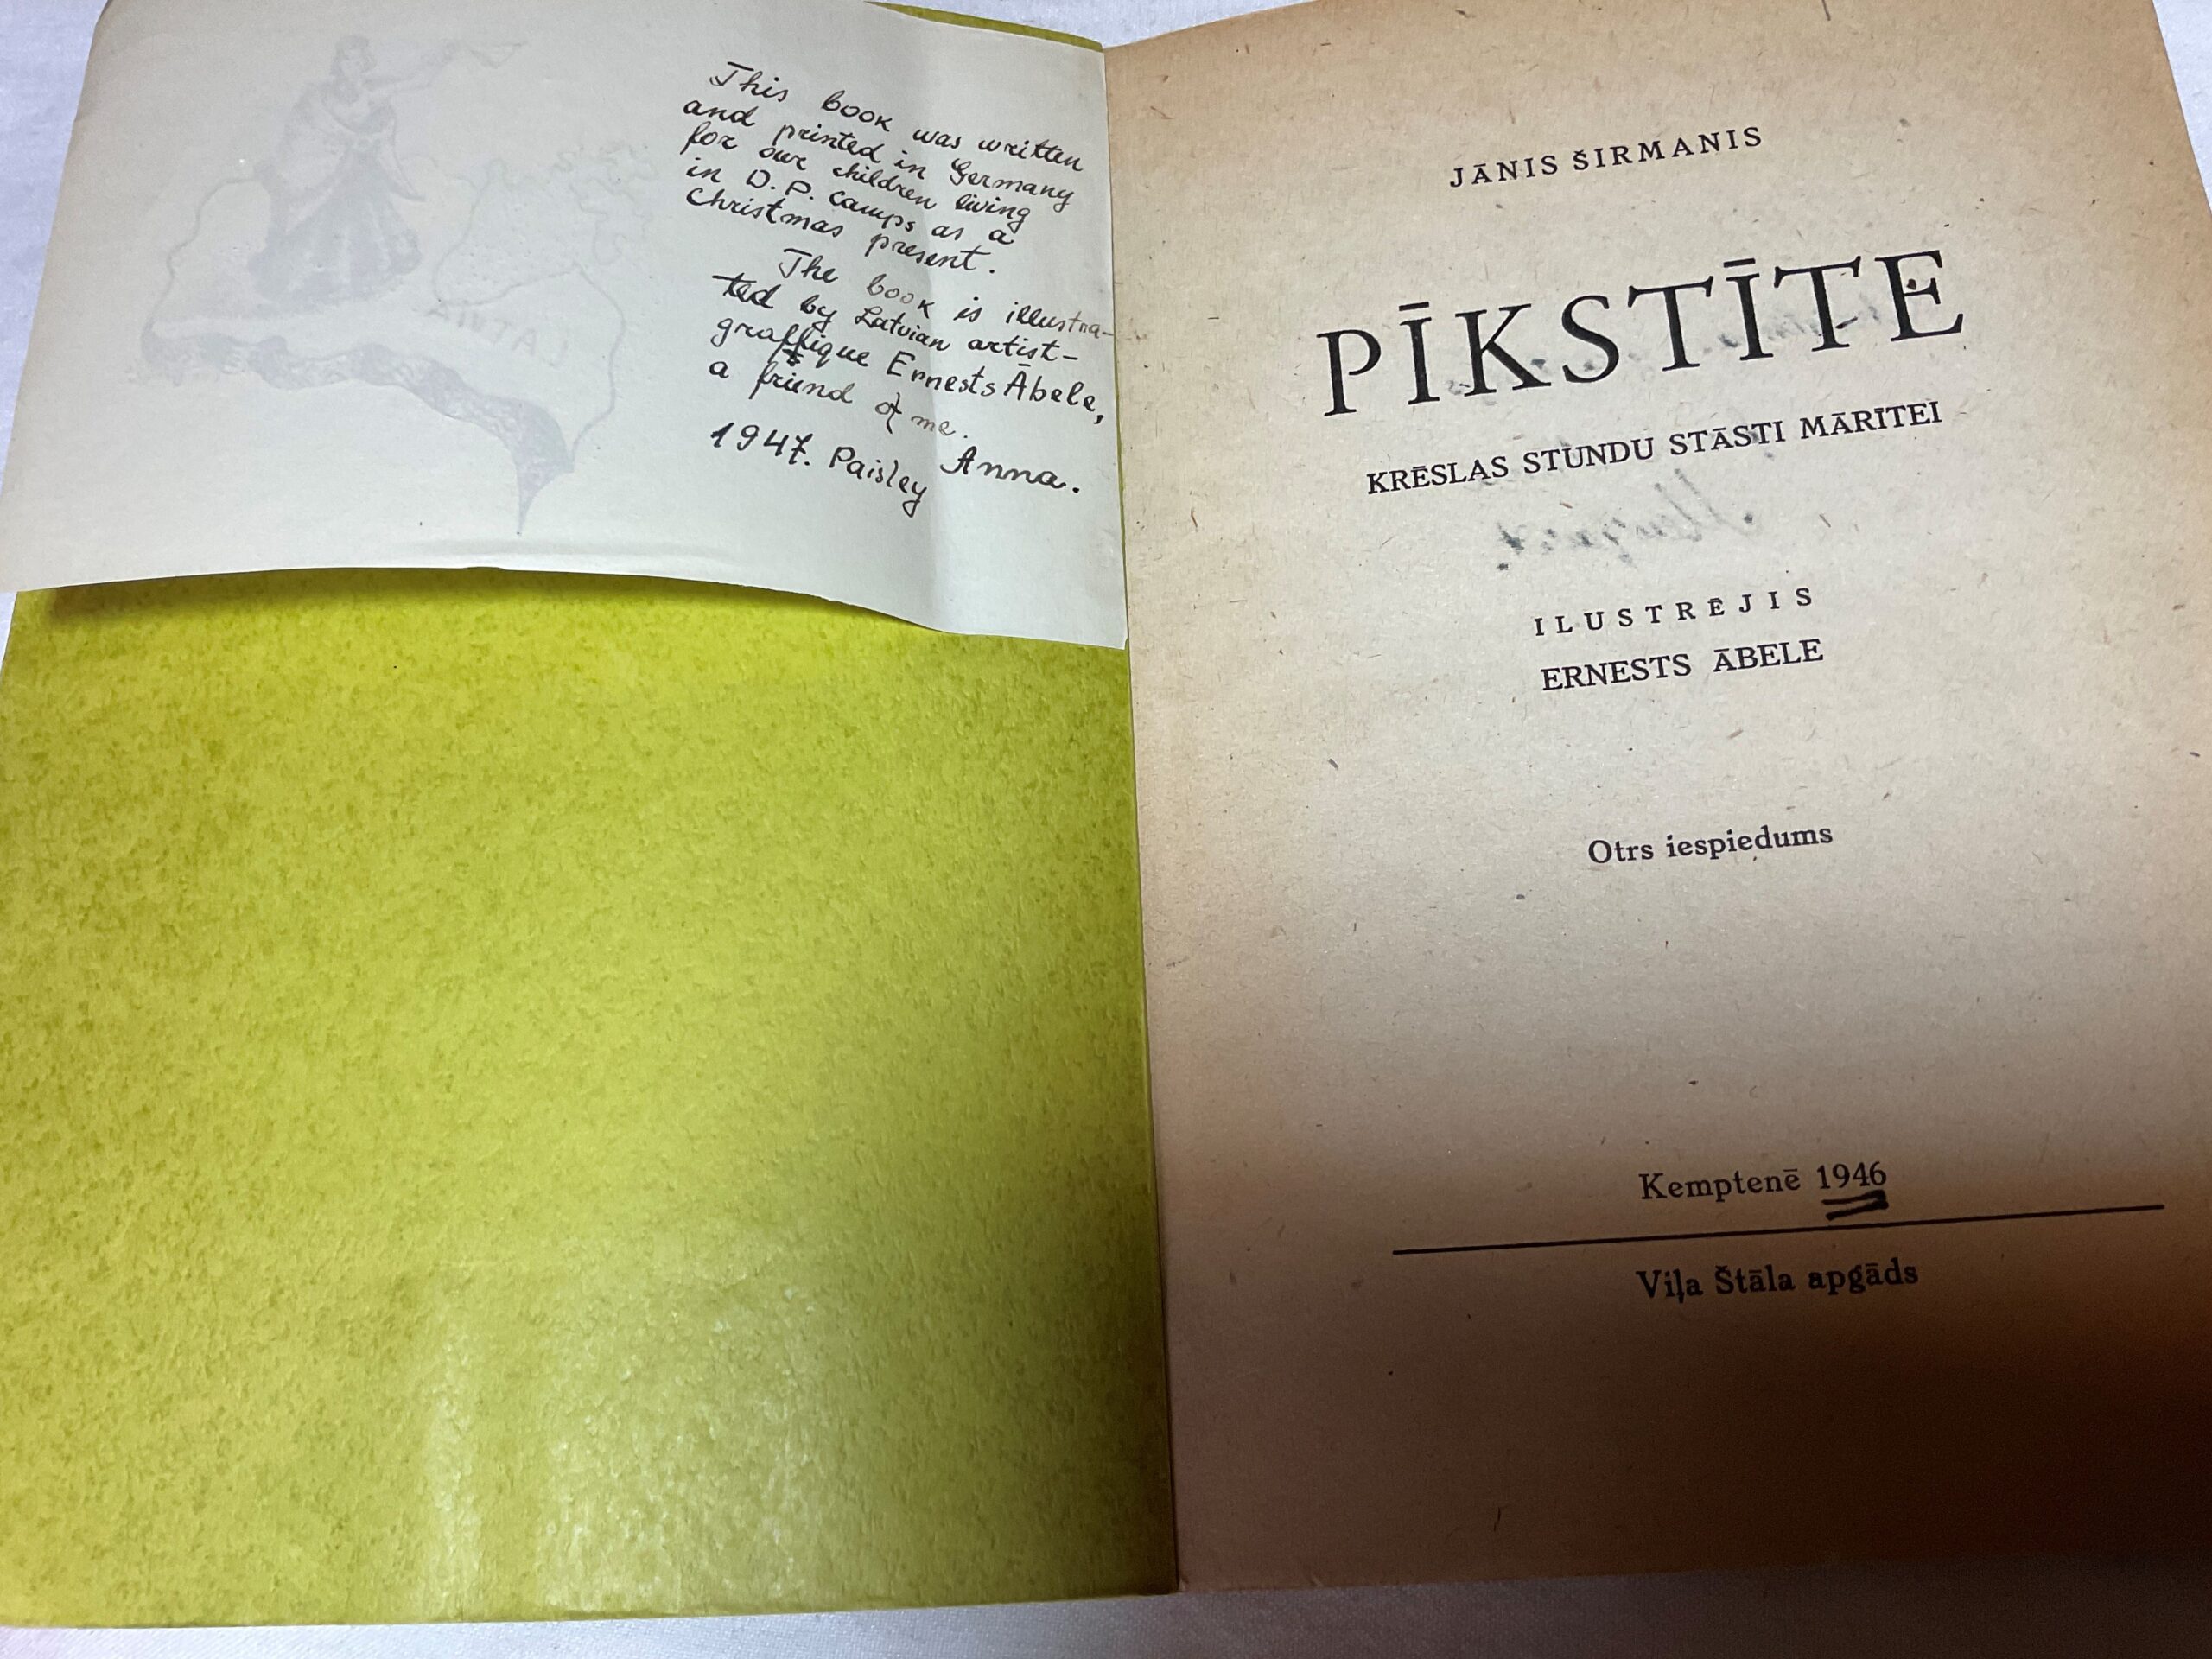 This book was written
and printed in Germany
for our children living
in D.P. camps as a
Christmas present.
The book is illustra-
ted by Latvian artist-
graffique Ernests Ābele,
a friend of me.
Anna.
1947. Paisley
LATVIA
JĀNIS ŠIRMANIS
PĪKSTĪTE
KRĒSLAS STUNDU STĀSTI MĀRĪTEI
ILUSTRĒJIS
ERNESTS ĀBELE
Otrs iespiedums
Kemptenē 1946
Viļa Štāla apgāds